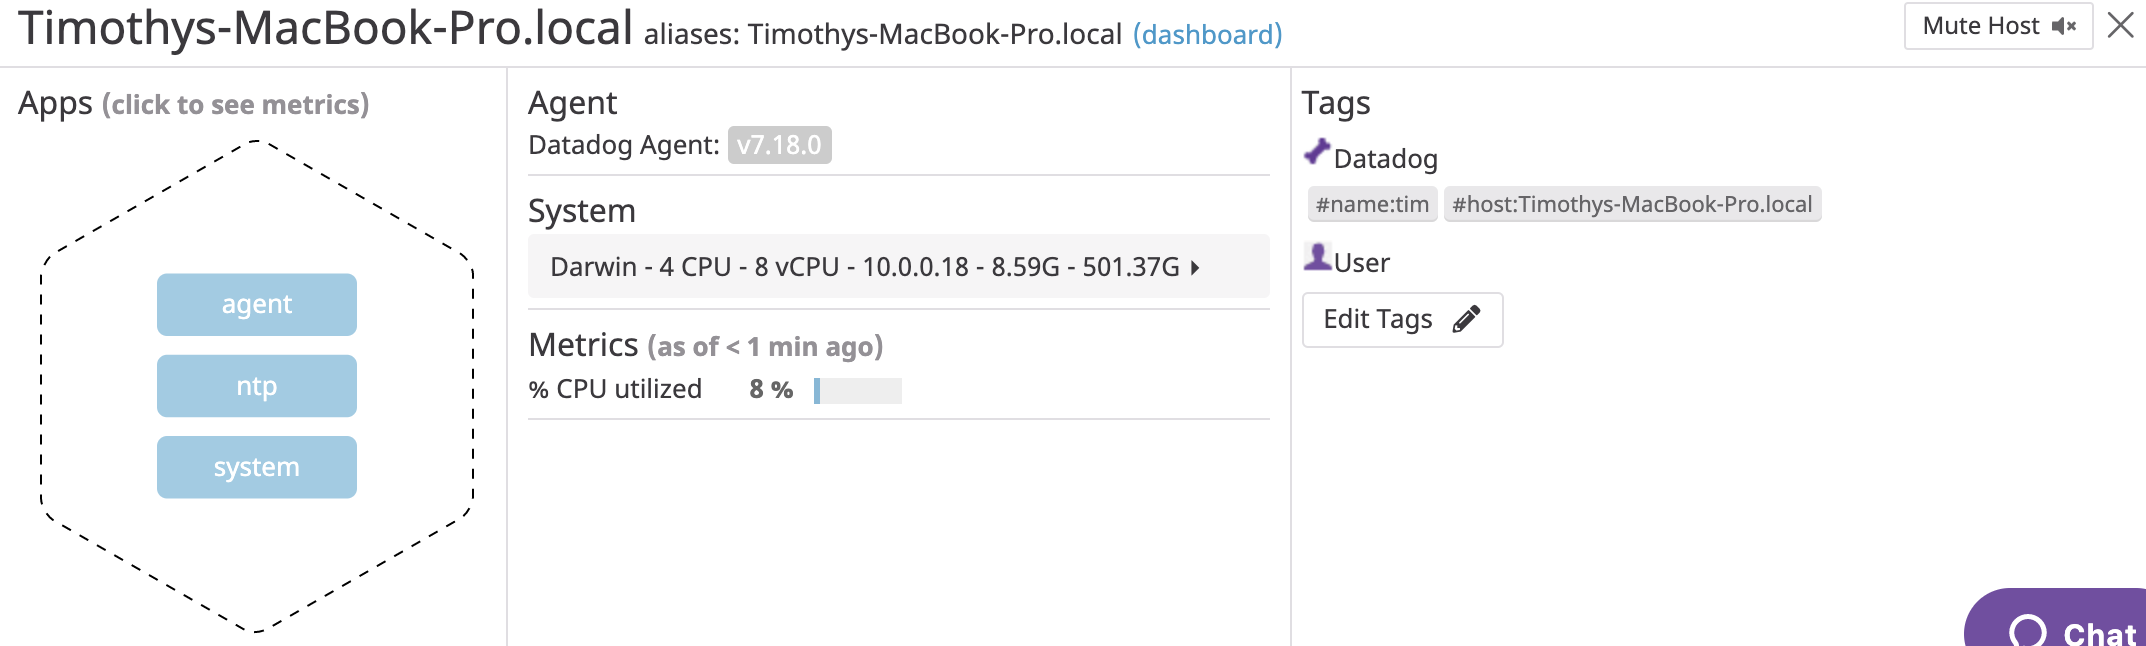 Timothys-MacBook-Pro.local aliases: Timothys-MacBook-Pro.local (dashboard)
Mute Host
Apps (click to see metrics)
agent
ntp
system
Agent
Datadog Agent: v7.18.0
System
Darwin - 4 CPU - 8 vCPU - 10.0.0.18 - 8.59G - 501.37G
Metrics (as of < 1 min ago)
% CPU utilized 8 %
Tags
Datadog
#name:tim #host:Timothys-MacBook-Pro.local
User
Edit Tags
Chat